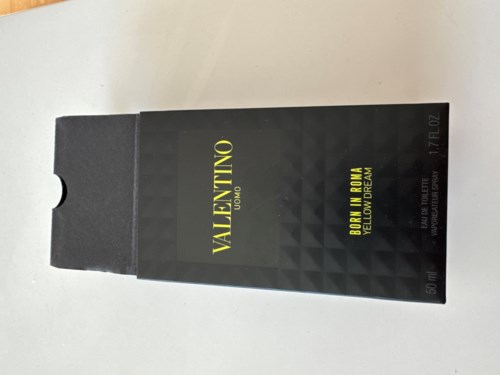 VALENTINO
UOMO
BORN IN ROMA
YELLOW DREAM
EAU DE TOILETTE
50 ml - VAPORISATEUR SPRAY - 1.7 FL.OZ.